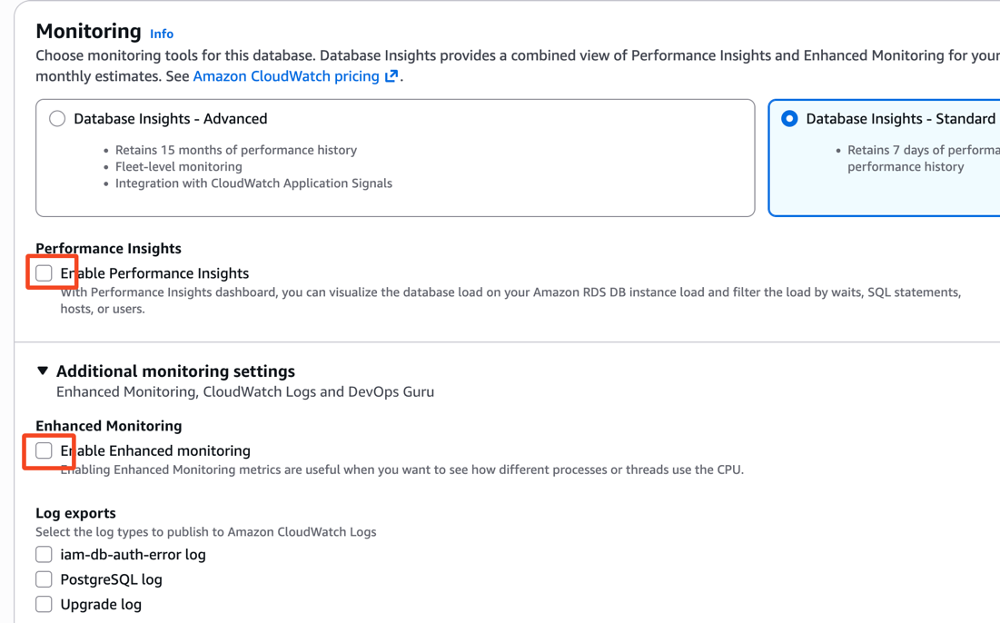 Monitoring Info
Choose monitoring tools for this database. Database Insights provides a combined view of Performance Insights and Enhanced Monitoring for your
monthly estimates. See Amazon CloudWatch pricing.
Database Insights - Advanced
• Retains 15 months of performance history
• Fleet-level monitoring
• Integration with CloudWatch Application Signals
Database Insights - Standard
• Retains 7 days of performa
performance history
Performance Insights
Enable Performance Insights
With Performance Insights dashboard, you can visualize the database load on your Amazon RDS DB instance load and filter the load by waits, SQL statements,
hosts, or users.
Additional monitoring settings
Enhanced Monitoring, CloudWatch Logs and DevOps Guru
Enhanced Monitoring
Enable Enhanced monitoring
Enabling Enhanced Monitoring metrics are useful when you want to see how different processes or threads use the CPU.
Log exports
Select the log types to publish to Amazon CloudWatch Logs
iam-db-auth-error log
PostgreSQL log
Upgrade log